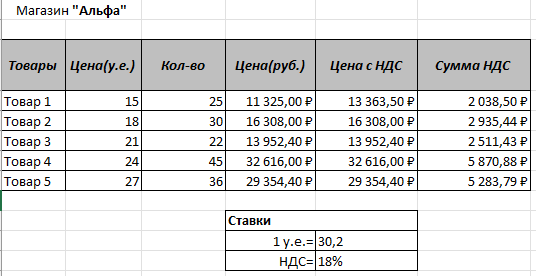 Магазин "Альфа"
Товары Цена(у.е.) Кол-во Цена(руб.) Цена с НДС Сумма НДС
Товар 1 15 25 11 325,00 ₽ 13 363,50 ₽ 2 038,50 ₽
Товар 2 18 30 16 308,00 ₽ 16 308,00 ₽ 2 935,44 ₽
Товар 3 21 22 13 952,40 ₽ 13 952,40 ₽ 2 511,43 ₽
Товар 4 24 45 32 616,00 ₽ 32 616,00 ₽ 5 870,88 ₽
Товар 5 27 36 29 354,40 ₽ 29 354,40 ₽ 5 283,79 ₽
Ставки
1 у.е.= 30,2
НДС= 18%